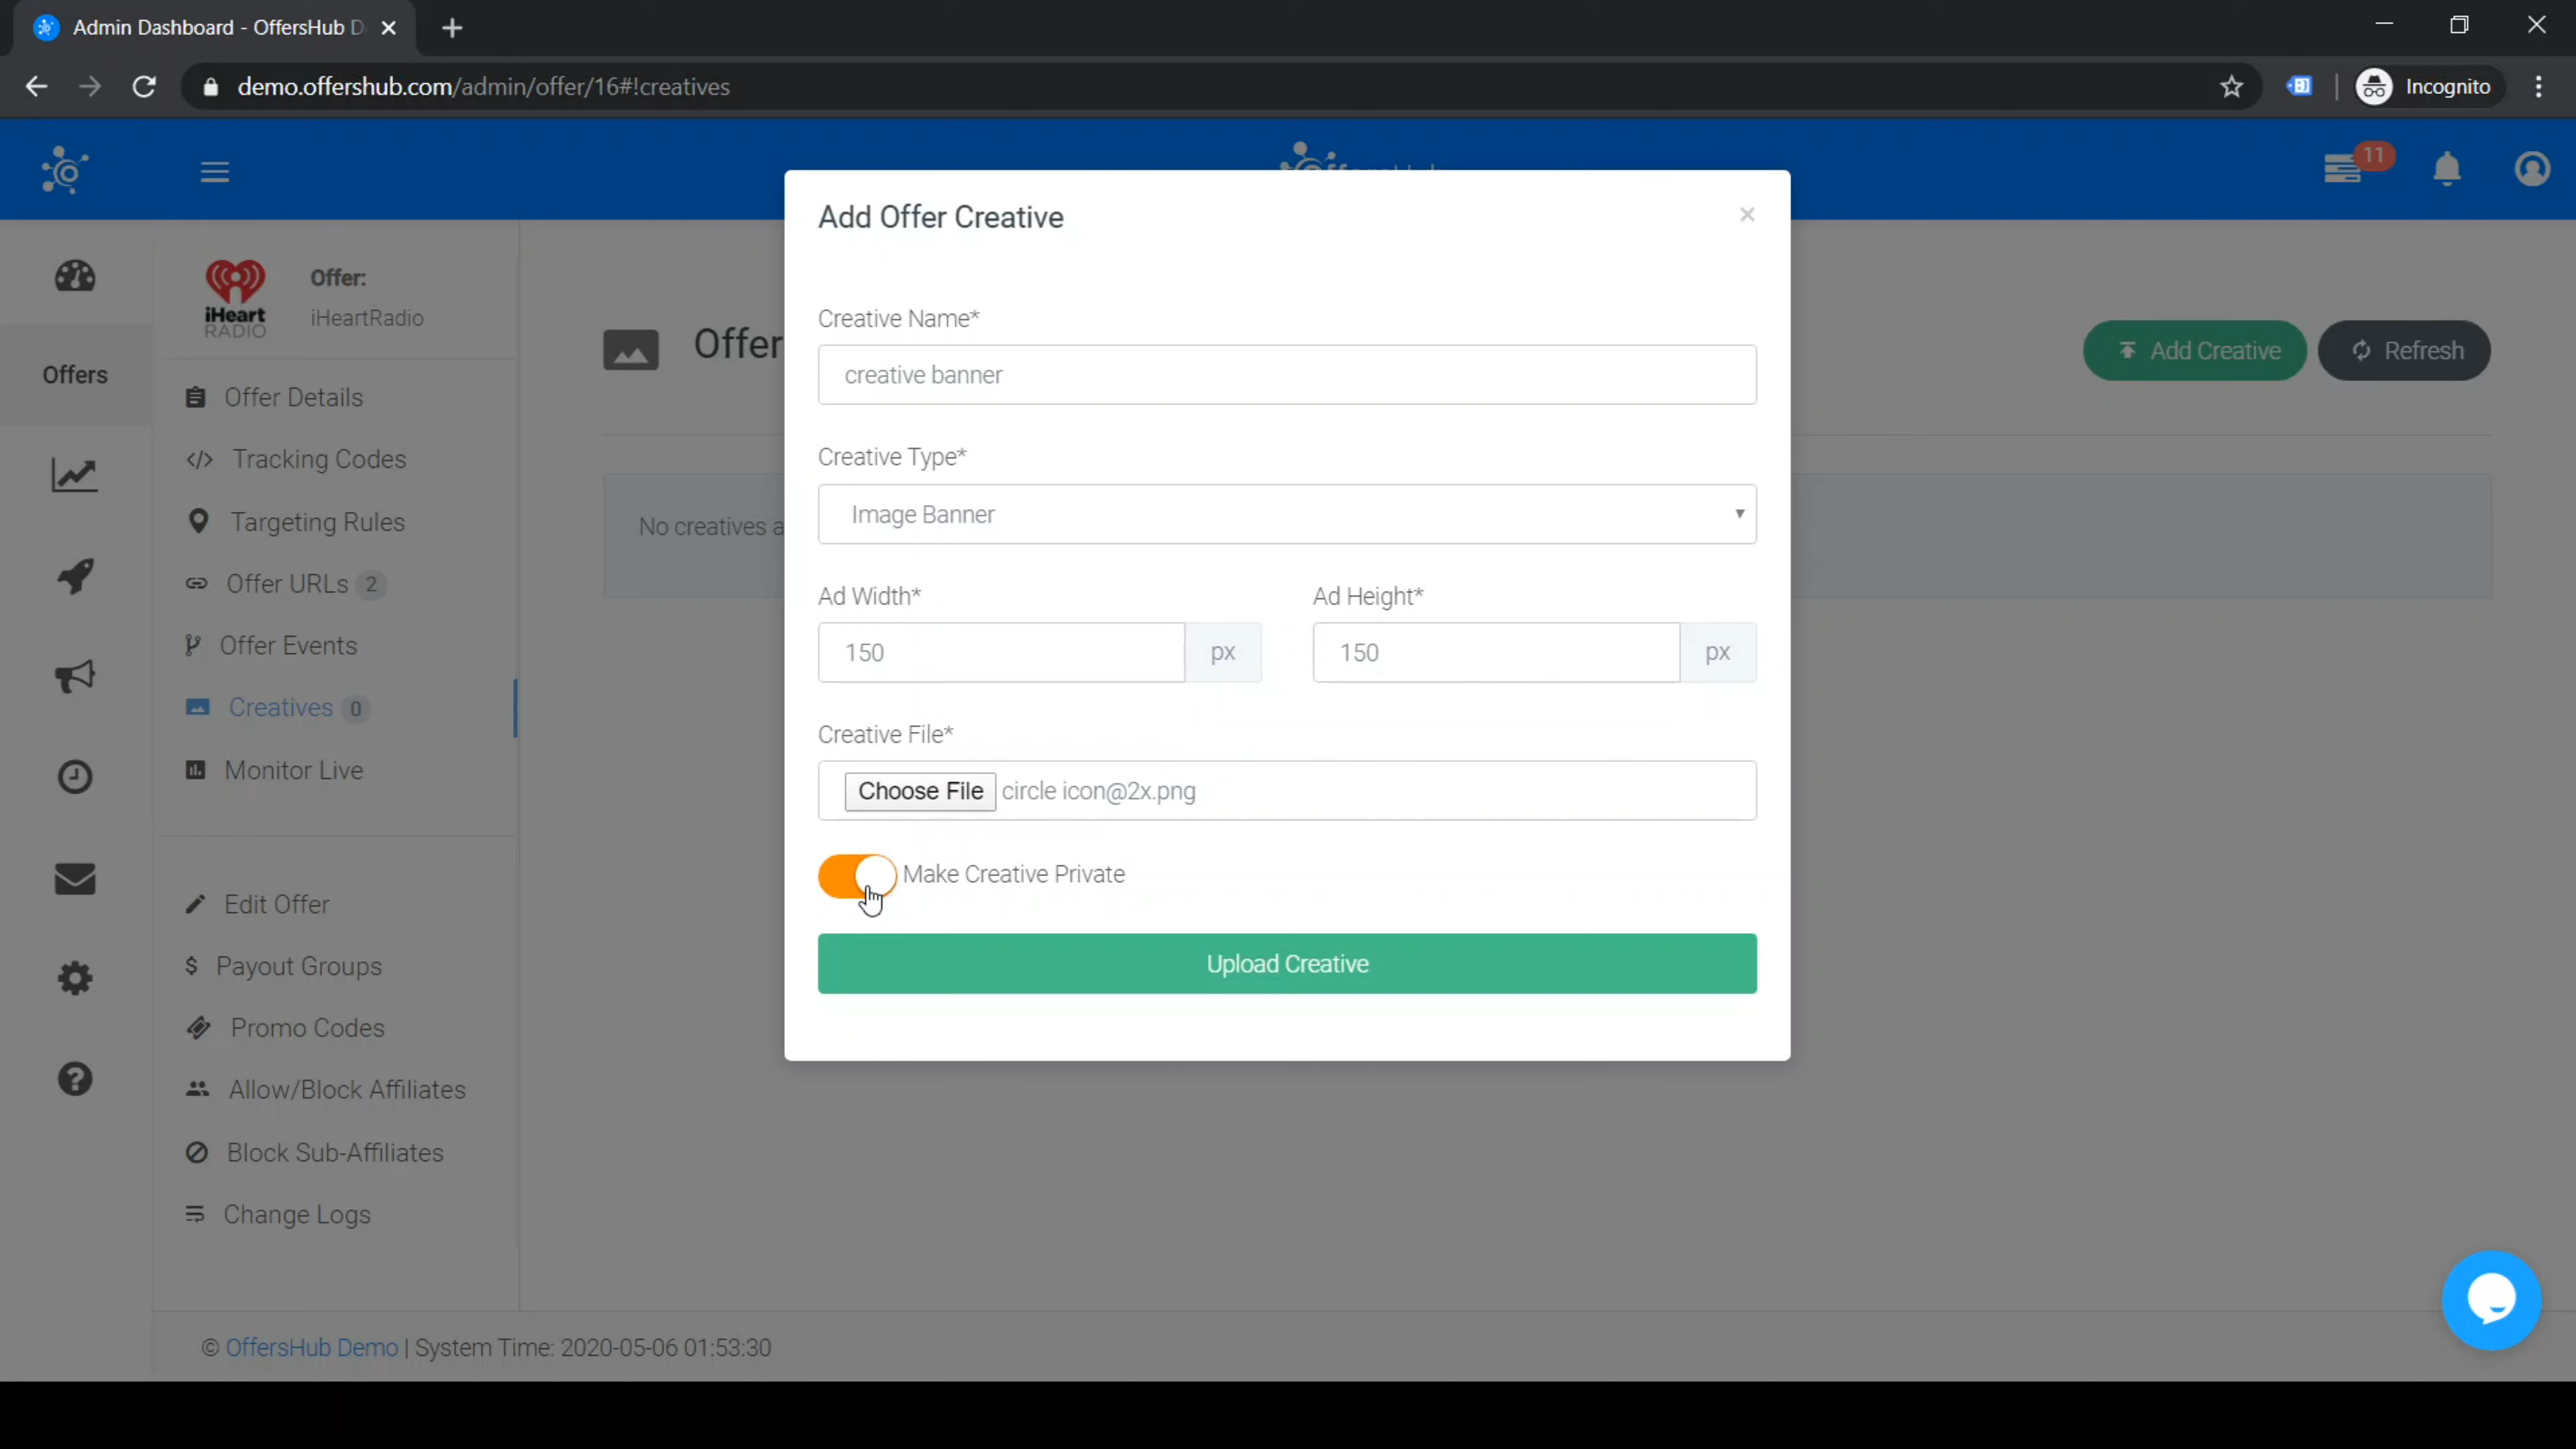 Admin Dashboard - OffersHub D
demo.offershub.com/admin/offer/16#!creatives
Incognito
11
Offers
iHeart
RADIO
Offer:
iHeartRadio
Offer Details
Tracking Codes
Targeting Rules
Offer URLs 2
Offer Events
Creatives 0
Monitor Live
Edit Offer
$ Payout Groups
Promo Codes
Allow/Block Affiliates
Block Sub-Affiliates
Change Logs
Offer
Add Creative
Refresh
No creatives a
Add Offer Creative
×
Creative Name*
creative banner
Creative Type*
Image Banner
Ad Width* Ad Height*
150 px 150 px
Creative File*
Choose File circle icon@2x.png
Make Creative Private
Upload Creative
© OffersHub Demo | System Time: 2020-05-06 01:53:30